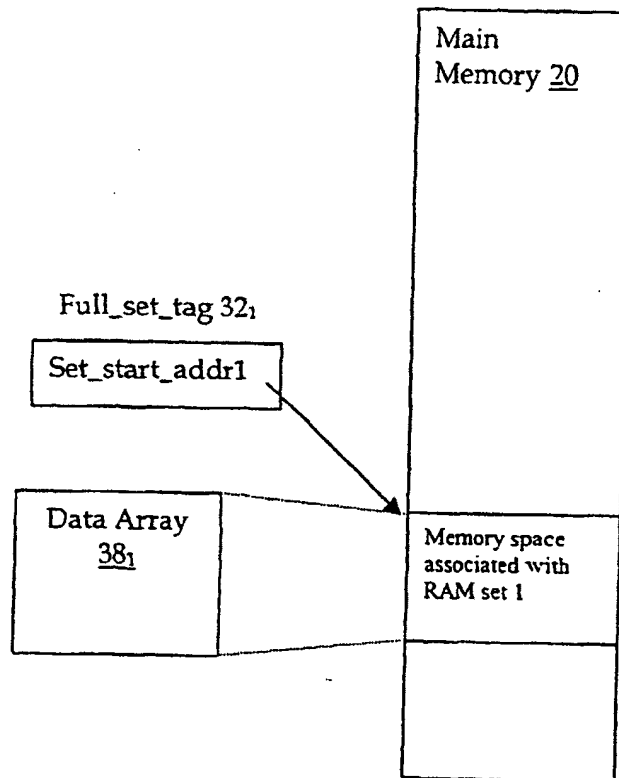 Main
Memory 20
Full_set_tag 32₁
Set_start_addr1
Data Array
38₁
Memory space
associated with
RAM set 1